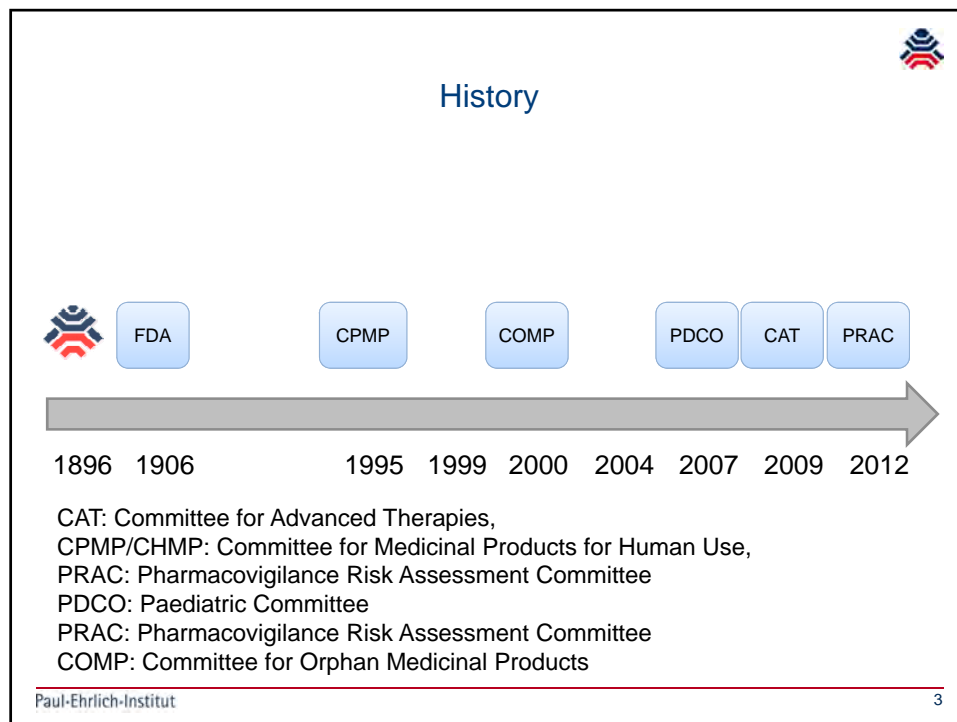 History
FDA CPMP COMP PDCO CAT PRAC
1896 1906 1995 1999 2000 2004 2007 2009 2012
CAT: Committee for Advanced Therapies,
CPMP/CHMP: Committee for Medicinal Products for Human Use,
PRAC: Pharmacovigilance Risk Assessment Committee
PDCO: Paediatric Committee
PRAC: Pharmacovigilance Risk Assessment Committee
COMP: Committee for Orphan Medicinal Products
Paul-Ehrlich-Institut 3